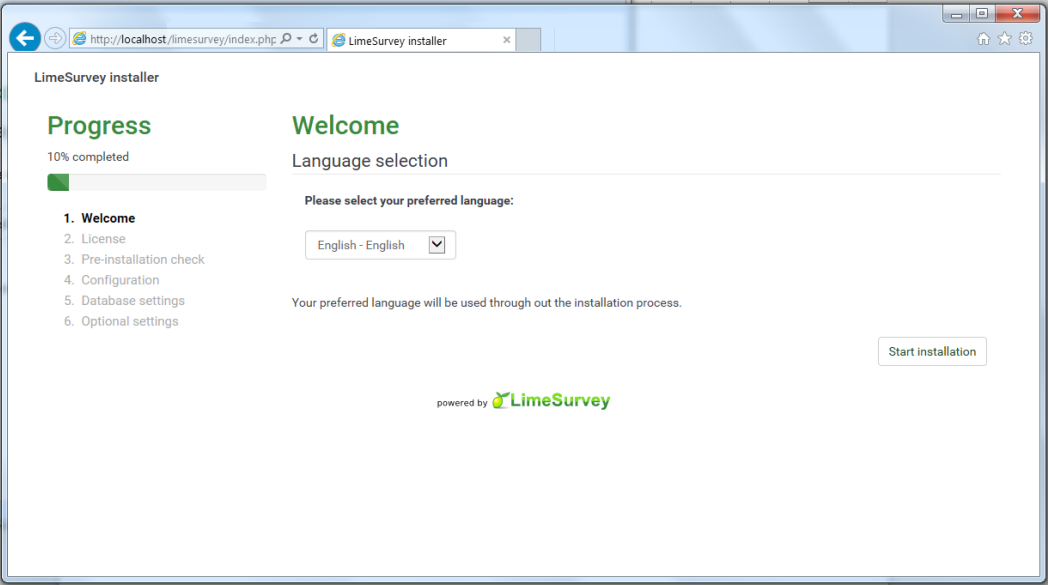 http://localhost/limesurvey/index.php
LimeSurvey installer
LimeSurvey installer
Progress
10% completed
1. Welcome
2. License
3. Pre-installation check
4. Configuration
5. Database settings
6. Optional settings
Welcome
Language selection
Please select your preferred language:
English - English
Your preferred language will be used through out the installation process.
Start installation
powered by LimeSurvey